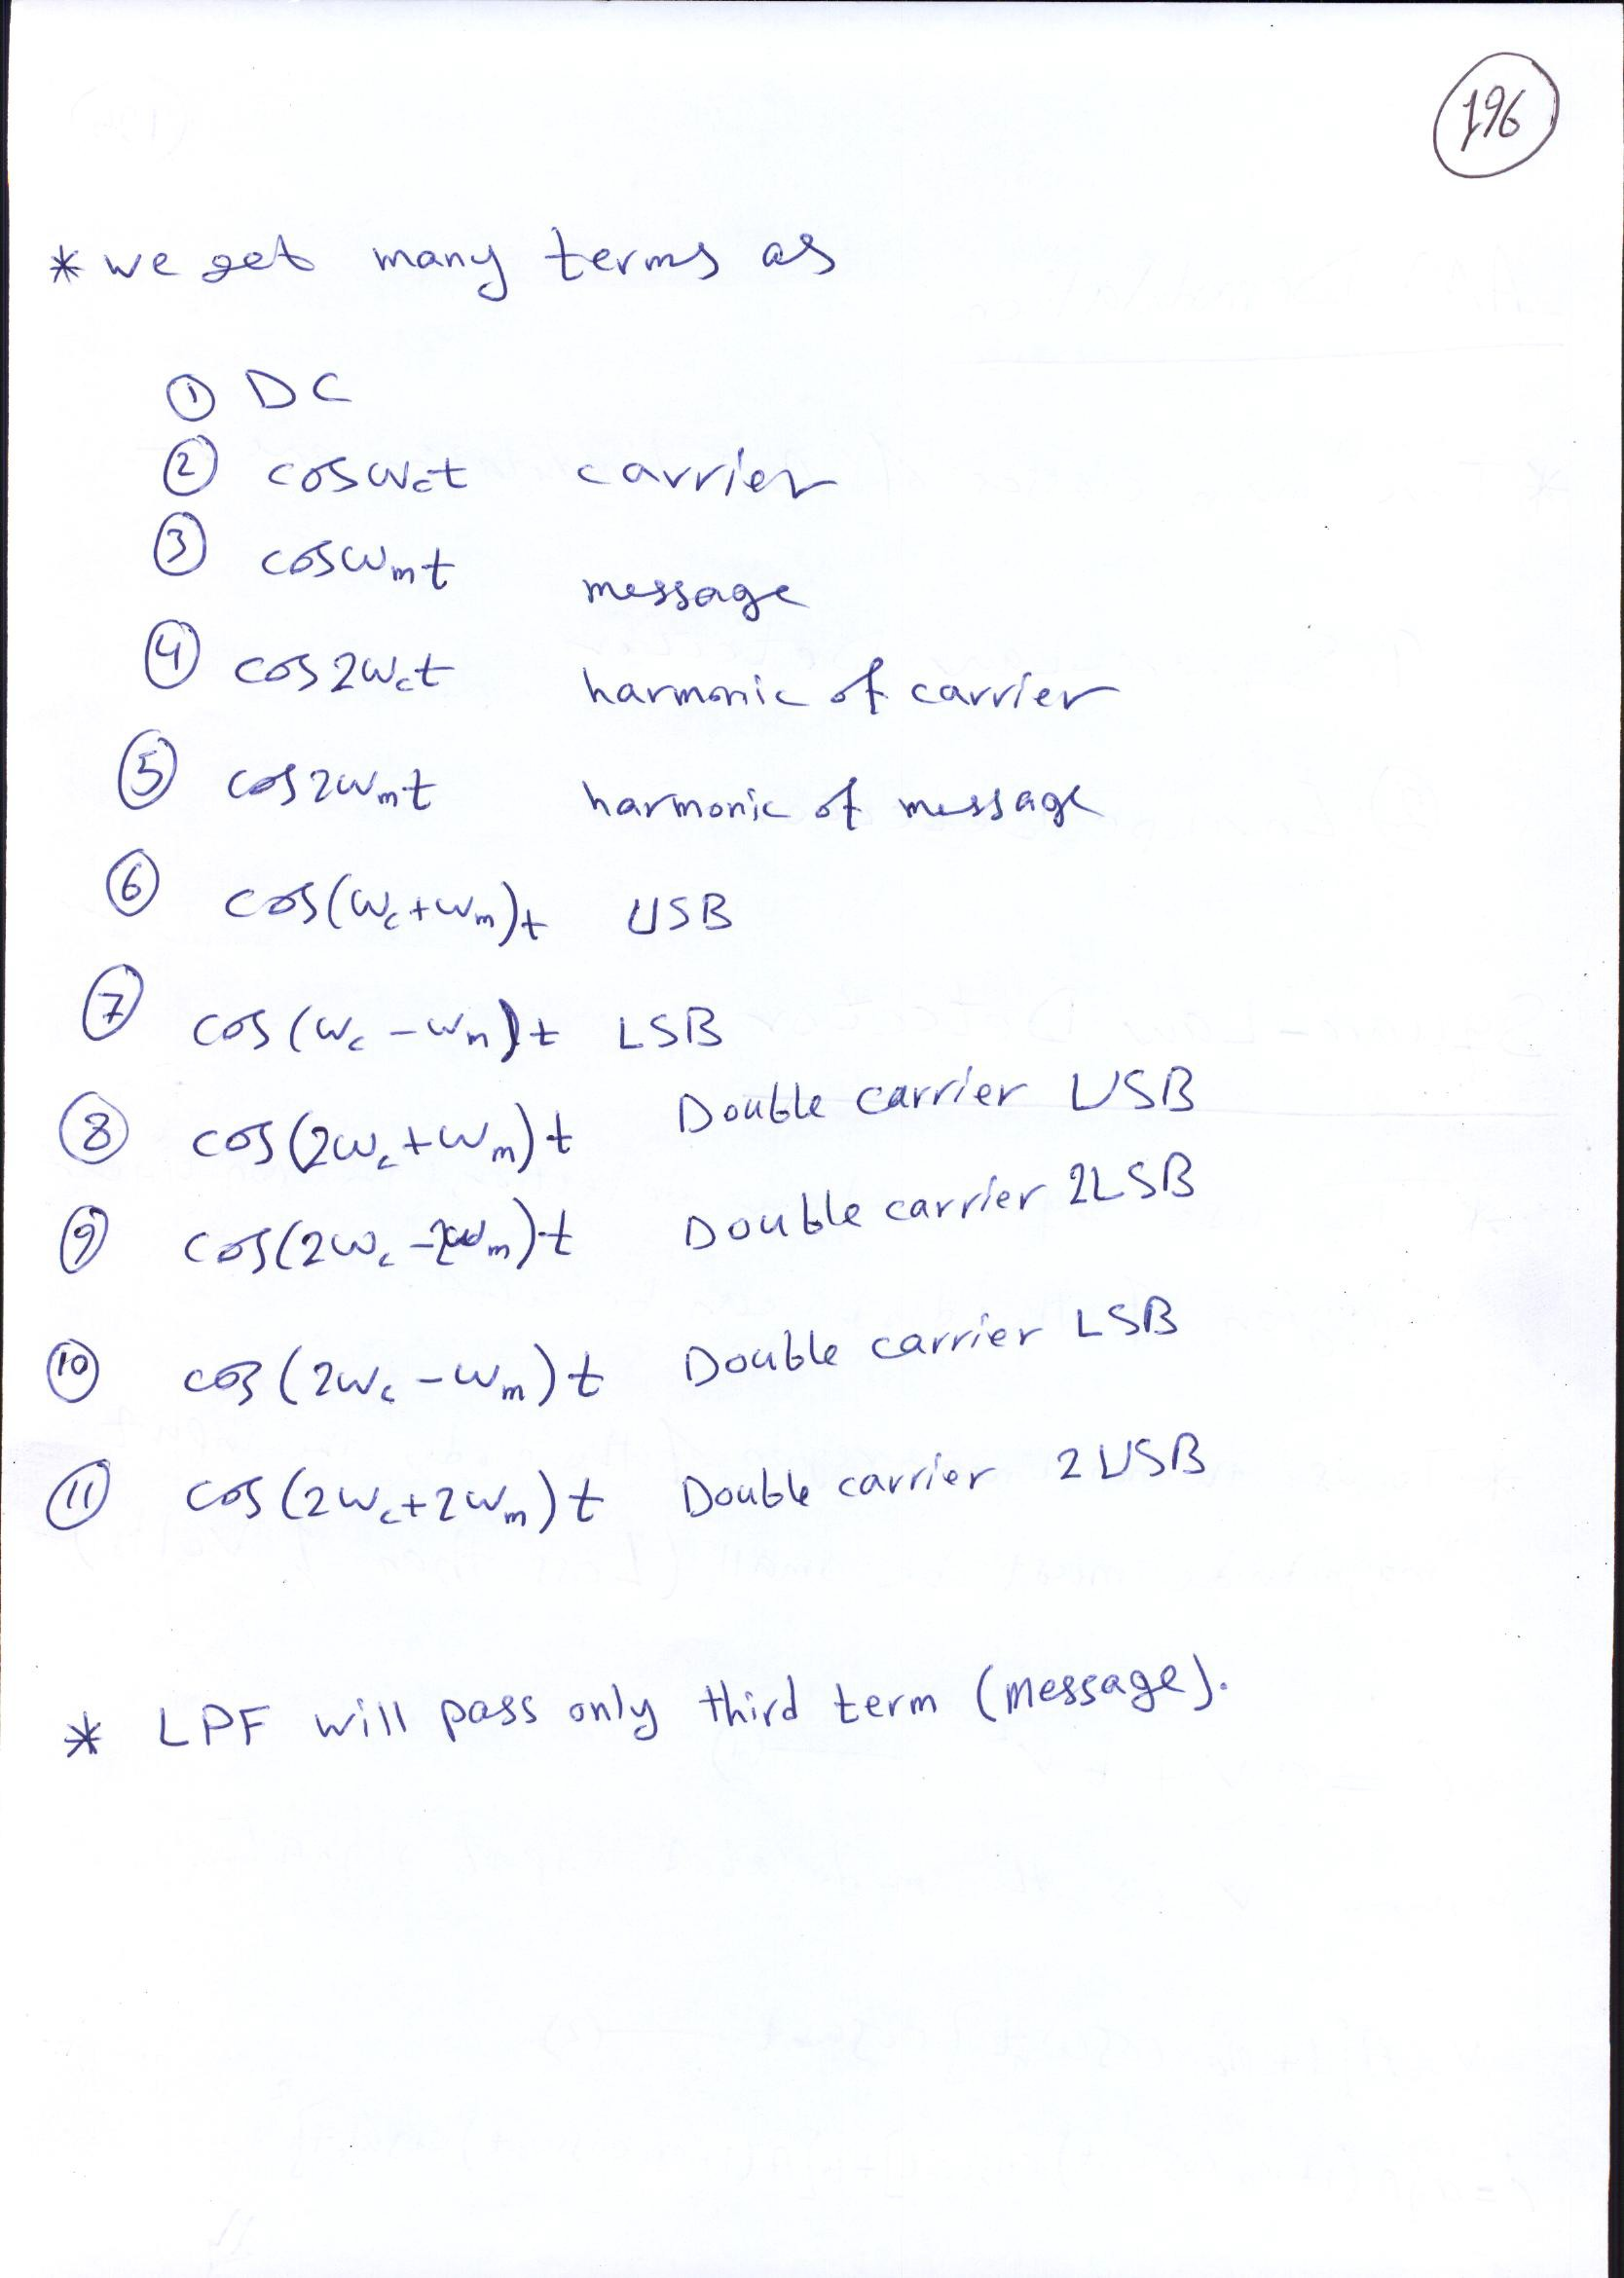 196
* we get many terms as
① DC
② cosωct carrier
③ cosωmt message
④ cos2ωct harmonic of carrier
⑤ cos2ωmt harmonic of message
⑥ cos(ωc+ωm)t USB
⑦ cos(ωc-ωm)t LSB
⑧ cos(2ωc+ωm)t Double carrier USB
⑨ cos(2ωc-2ωm)t Double carrier 2LSB
⑩ cos(2ωc-ωm)t Double carrier LSB
⑪ cos(2ωc+2ωm)t Double carrier 2USB
* LPF will pass only third term (message).